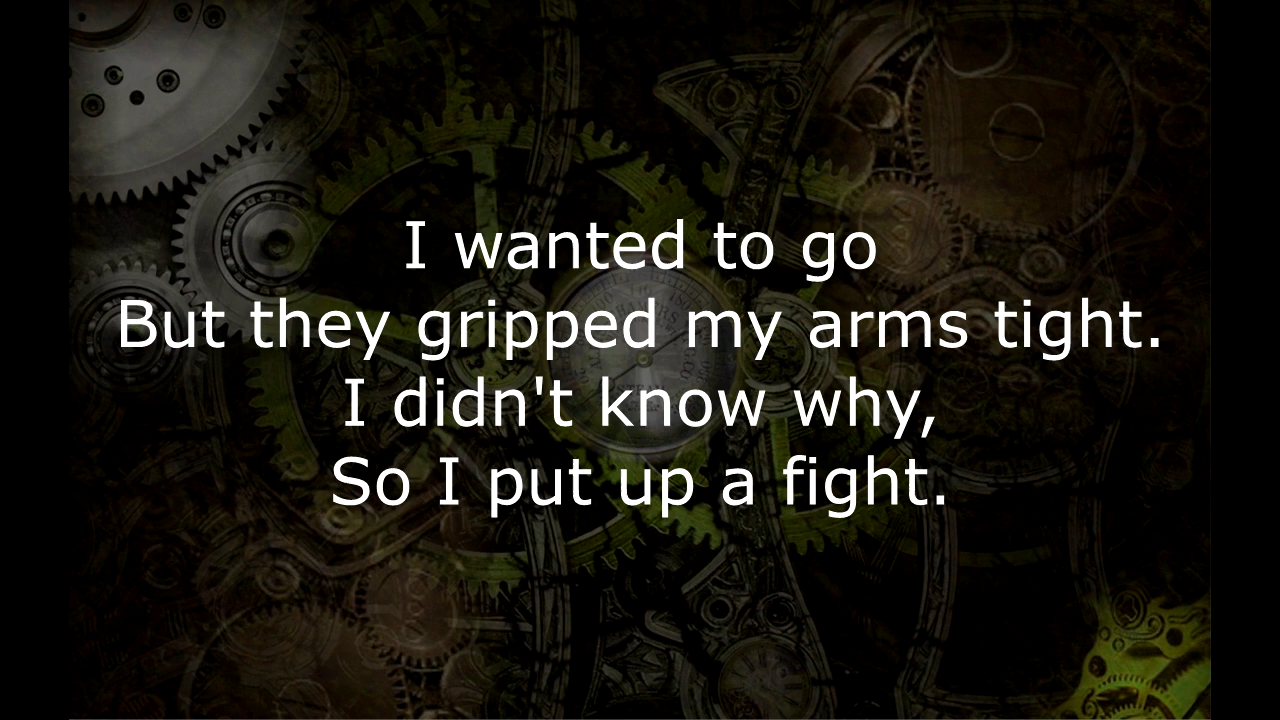 I wanted to go
But they gripped my arms tight.
I didn't know why,
So I put up a fight.